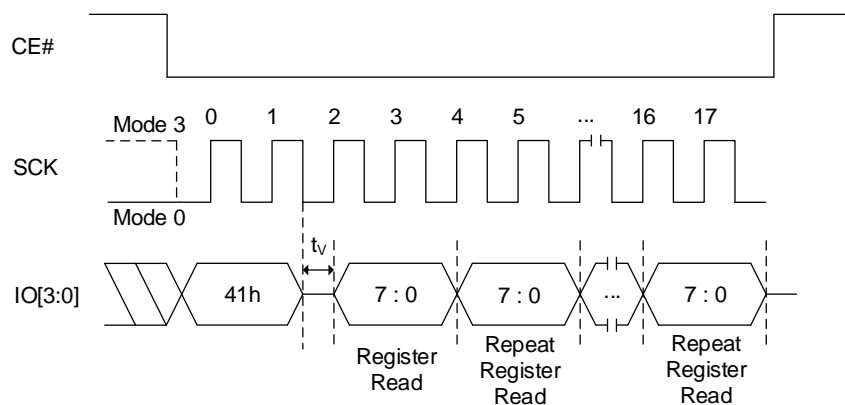 CE#
Mode 3
0 1 2 3 4 5 ... 16 17
SCK
Mode 0
tV
IO[3:0]
41h 7 : 0 7 : 0 ... 7 : 0
Register
Read
Repeat
Register
Read
Repeat
Register
Read